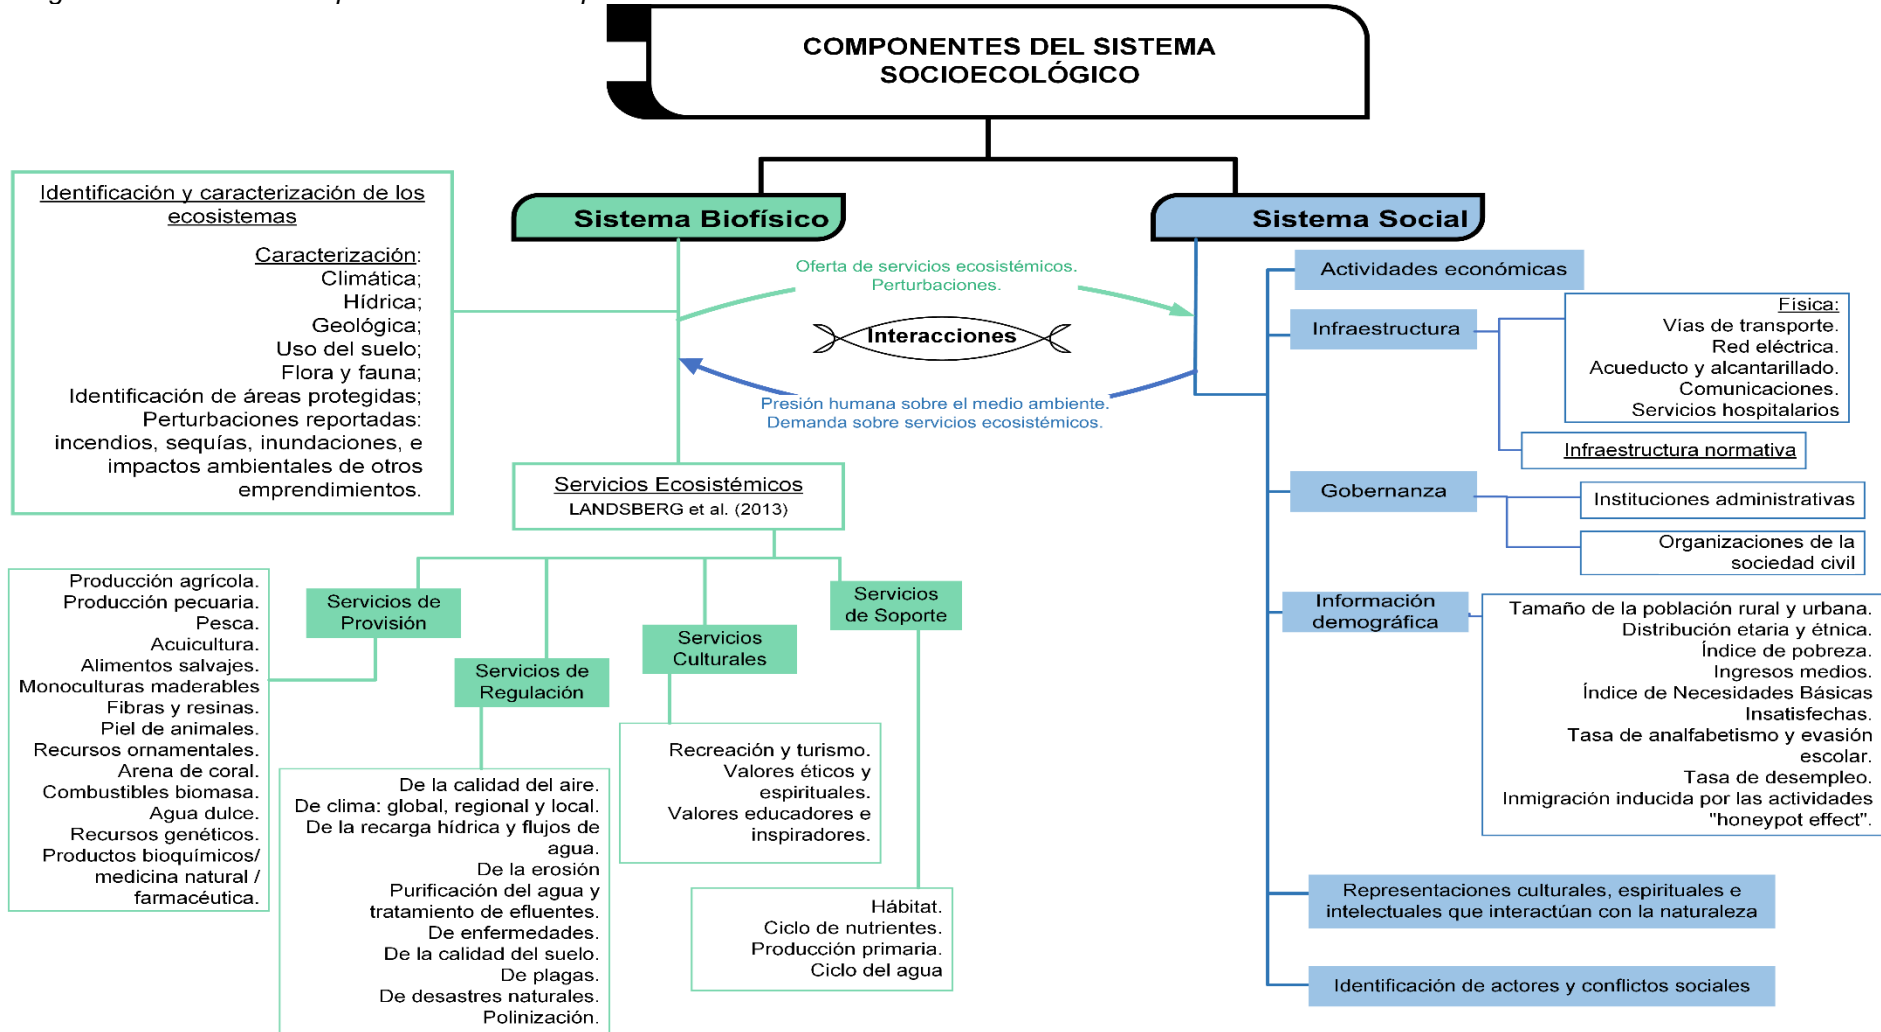 COMPONENTES DEL SISTEMA
SOCIOECOLÓGICO
Sistema Biofísico
Sistema Social
Identificación y caracterización de los
ecosistemas
Caracterización:
Climática;
Hídrica;
Geológica;
Uso del suelo;
Flora y fauna;
Identificación de áreas protegidas;
Perturbaciones reportadas:
incendios, sequías, inundaciones, e
impactos ambientales de otros
emprendimientos.
Oferta de servicios ecosistémicos.
Perturbaciones.
Interacciones
Presión humana sobre el medio ambiente.
Demanda sobre servicios ecosistémicos.
Servicios Ecosistémicos
LANDSBERG et al. (2013)
Servicios de
Provisión
Producción agrícola.
Producción pecuaria.
Pesca.
Acuicultura.
Alimentos salvajes.
Monoculturas maderables
Fibras y resinas.
Piel de animales.
Recursos ornamentales.
Arena de coral.
Combustibles biomasa.
Agua dulce.
Recursos genéticos.
Productos bioquímicos/
medicina natural /
farmacéutica.
Servicios de
Regulación
De la calidad del aire.
De clima: global, regional y local.
De la recarga hídrica y flujos de
agua.
De la erosión
Purificación del agua y
tratamiento de efluentes.
De enfermedades.
De la calidad del suelo.
De plagas.
De desastres naturales.
Polinización.
Servicios
Culturales
Recreación y turismo.
Valores éticos y
espirituales.
Valores educadores e
inspiradores.
Servicios
de Soporte
Hábitat.
Ciclo de nutrientes.
Producción primaria.
Ciclo del agua
Actividades económicas
Infraestructura
Física:
Vías de transporte.
Red eléctrica.
Acueducto y alcantarillado.
Comunicaciones.
Servicios hospitalarios
Infraestructura normativa
Gobernanza
Instituciones administrativas
Organizaciones de la
sociedad civil
Información
demográfica
Tamaño de la población rural y urbana.
Distribución etaria y étnica.
Índice de pobreza.
Ingresos medios.
Índice de Necesidades Básicas
Insatisfechas.
Tasa de analfabetismo y evasión
escolar.
Tasa de desempleo.
Inmigración inducida por las actividades
"honeypot effect".
Representaciones culturales, espirituales e
intelectuales que interactúan con la naturaleza
Identificación de actores y conflictos sociales